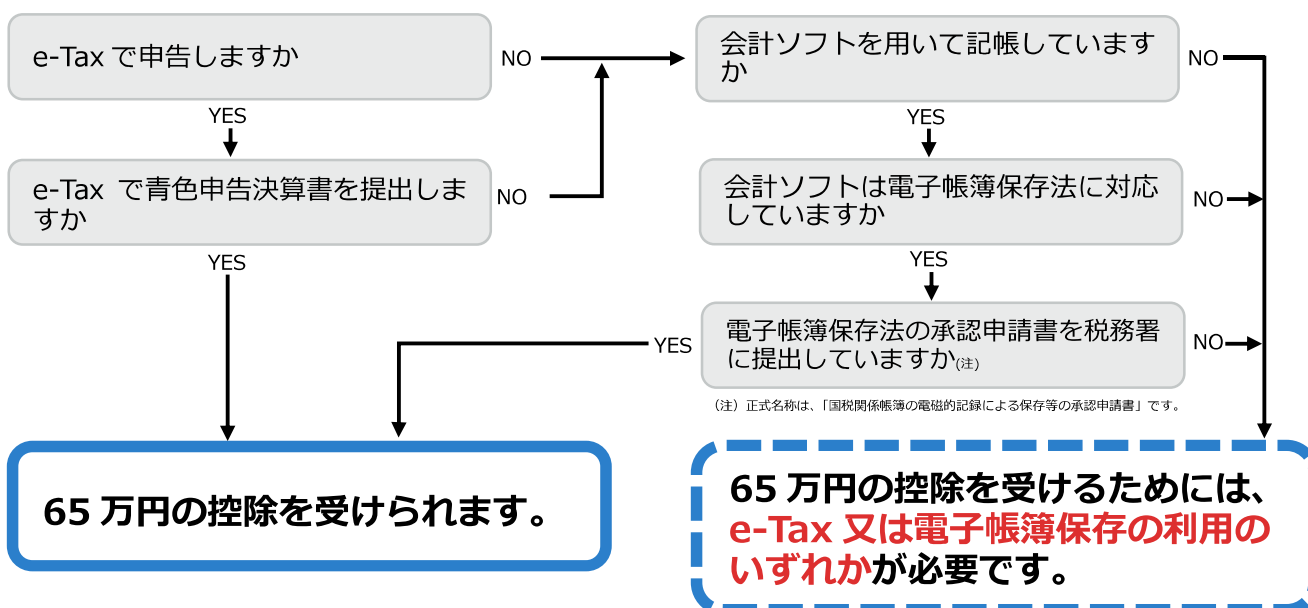 e-Tax で申告しますか
NO
YES
e-Tax で青色申告決算書を提出しま
すか
NO
YES
会計ソフトを用いて記帳しています
か
NO
YES
会計ソフトは電子帳簿保存法に対応
していますか
NO
YES
電子帳簿保存法の承認申請書を税務署
に提出していますか(注)
YES
NO
(注)正式名称は、「国税関係帳簿の電磁的記録による保存等の承認申請書」です。
65 万円の控除を受けられます。
65 万円の控除を受けるためには、
e-Tax 又は電子帳簿保存の利用の
いずれかが必要です。